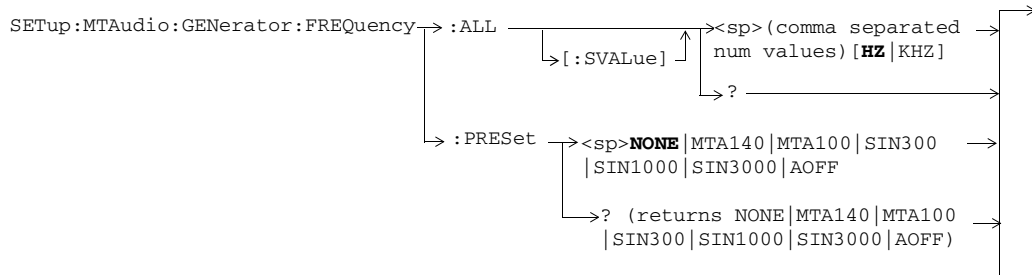 SETup:MTAudio:GENerator:FREQuency
:ALL
<sp>(comma separated
num values)[HZ|KHZ]
[:SVALue]
?
:PRESet
<sp>NONE|MTA140|MTA100|SIN300
|SIN1000|SIN3000|AOFF
? (returns NONE|MTA140|MTA100
|SIN300|SIN1000|SIN3000|AOFF)